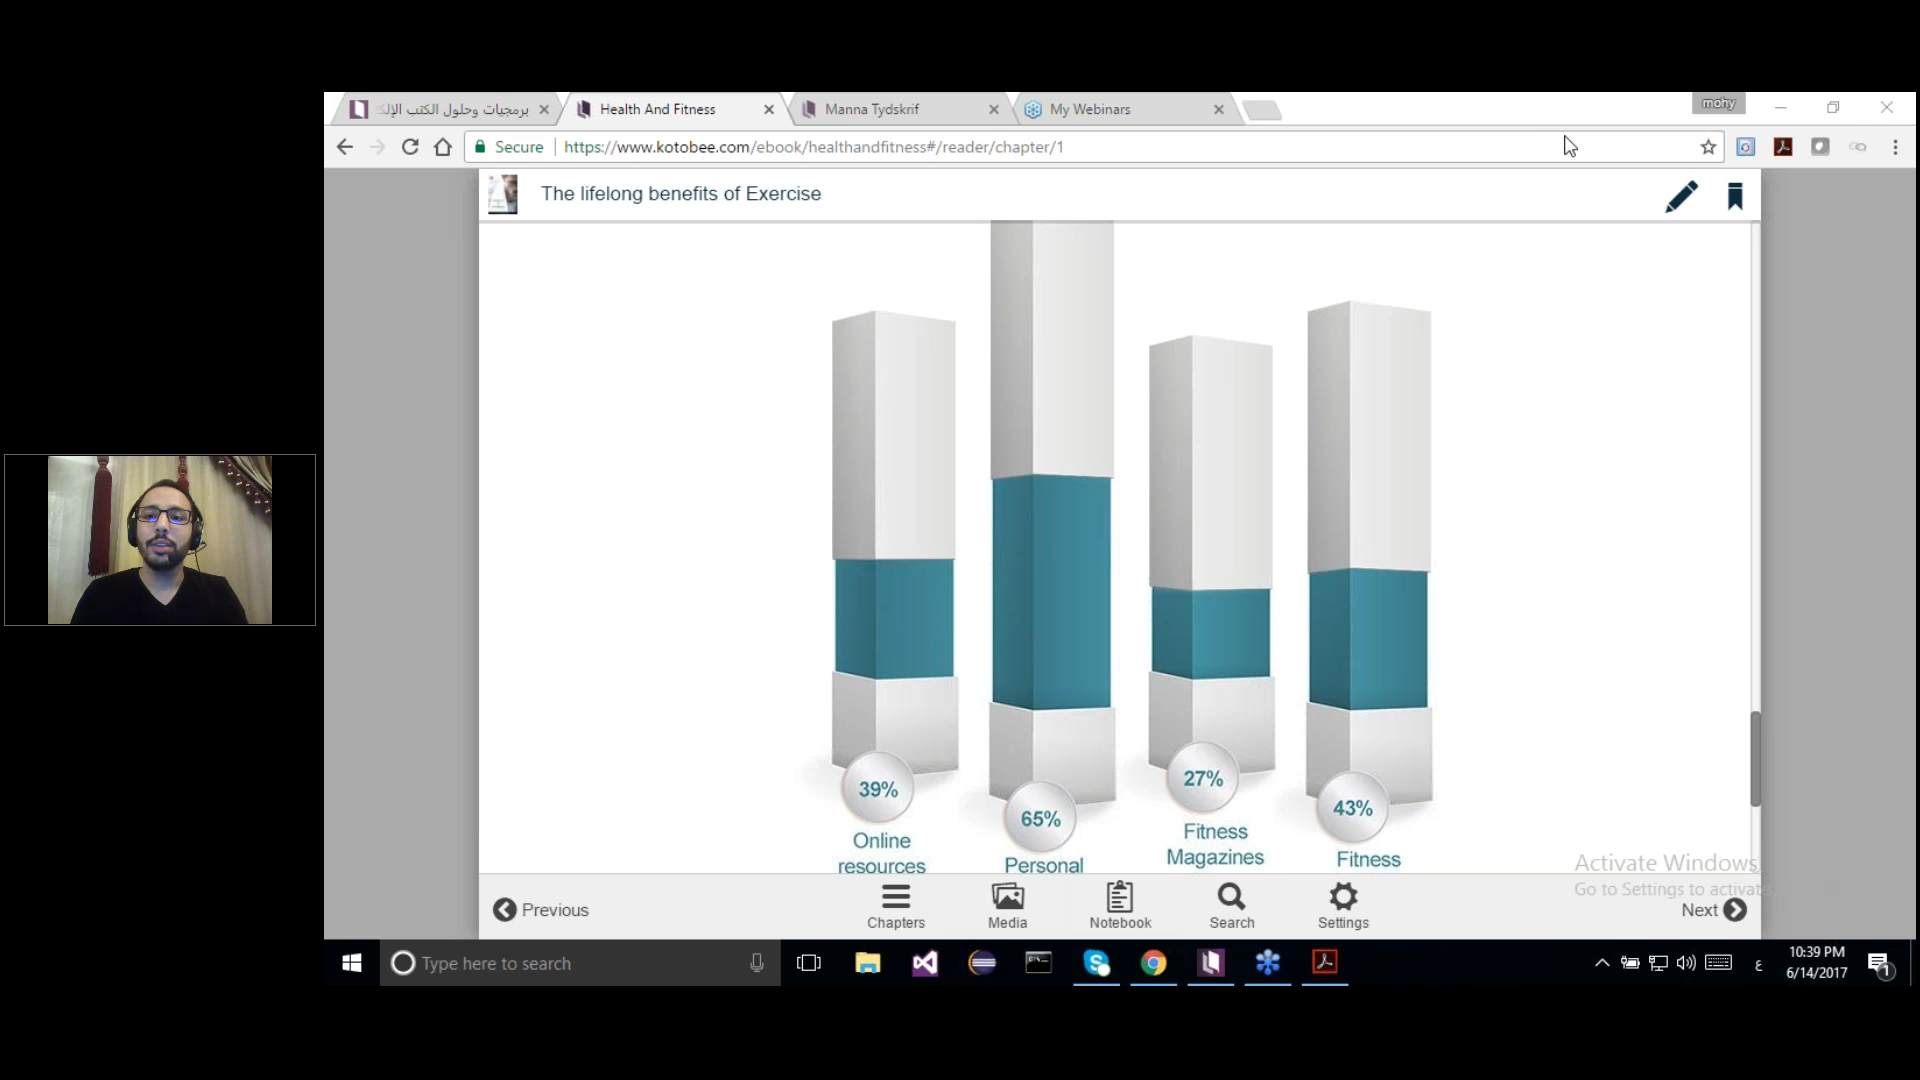 برمجيات وحلول الكتب الإلك
Health And Fitness
Manna Tydskrif
My Webinars
mohy
Secure
https://www.kotobee.com/ebook/healthandfitness#/reader/chapter/1
The lifelong benefits of Exercise
39%
65%
27%
43%
Online
resources
Personal
Fitness
Magazines
Fitness
Activate Windows
Go to Settings to activat
Previous
Chapters
Media
Notebook
Search
Settings
Next
Type here to search
ع
10:39 PM
6/14/2017
1